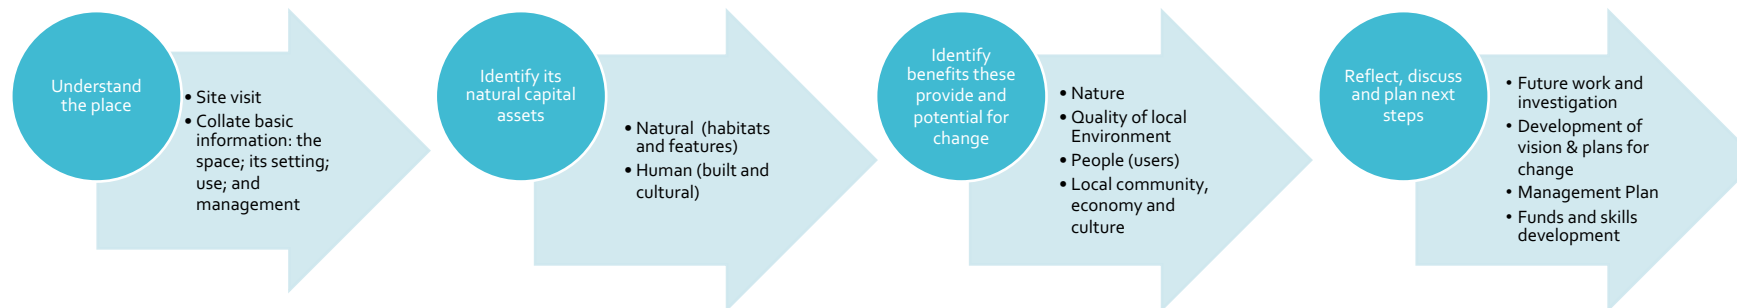 Understand
the place
• Site visit
• Collate basic
information: the
space; its setting;
use; and
management
Identify its
natural capital
assets
• Natural (habitats
and features)
• Human (built and
cultural)
Identify
benefits these
provide and
potential for
change
• Nature
• Quality of local
Environment
• People (users)
• Local community,
economy and
culture
Reflect, discuss
and plan next
steps
• Future work and
investigation
• Development of
vision & plans for
change
• Management Plan
• Funds and skills
development